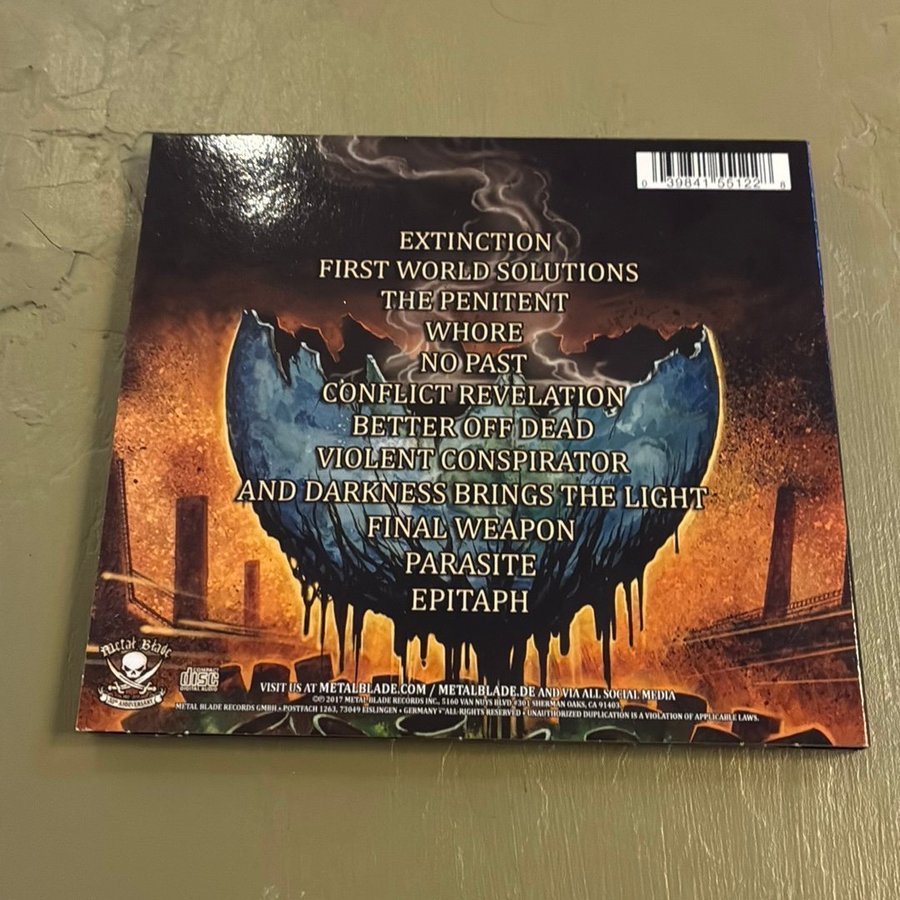 0 39841 55122 8
EXTINCTION
FIRST WORLD SOLUTIONS
THE PENITENT
WHORE
NO PAST
CONFLICT REVELATION
BETTER OFF DEAD
VIOLENT CONSPIRATOR
AND DARKNESS BRINGS THE LIGHT
FINAL WEAPON
PARASITE
EPITAPH
Metal Blade
ANNIVERSARY
COMPACT
disc
DIGITAL AUDIO
VISIT US AT METALBLADE.COM / METALBLADE.DE AND VIA ALL SOCIAL MEDIA
©℗ 2017 METAL BLADE RECORDS INC., 5160 VAN NUYS BLVD #301 SHERMAN OAKS, CA 91403.
METAL BLADE RECORDS GMBH • POSTFACH 1263, 73049 EISLINGEN • GERMANY • ALL RIGHTS RESERVED • UNAUTHORIZED DUPLICATION IS A VIOLATION OF APPLICABLE LAWS.